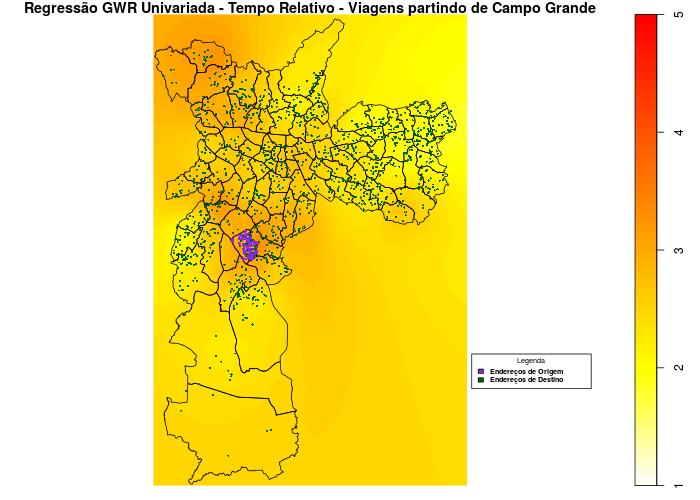 Regressão GWR Univariada - Tempo Relativo - Viagens partindo de Campo Grande
5
4
3
2
1
Legenda
Endereços de Origem
Endereços de Destino